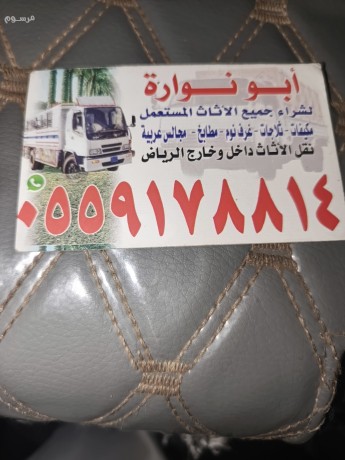 مرسوم
أبو نوارة
لشراء جميع الأثاث المستعمل
مكيفات - ثلاجات - غرف نوم - مطابخ - مجالس عربية
نقل الأثاث داخل وخارج الرياض
٠٥٥٩١٧٨٨١٤